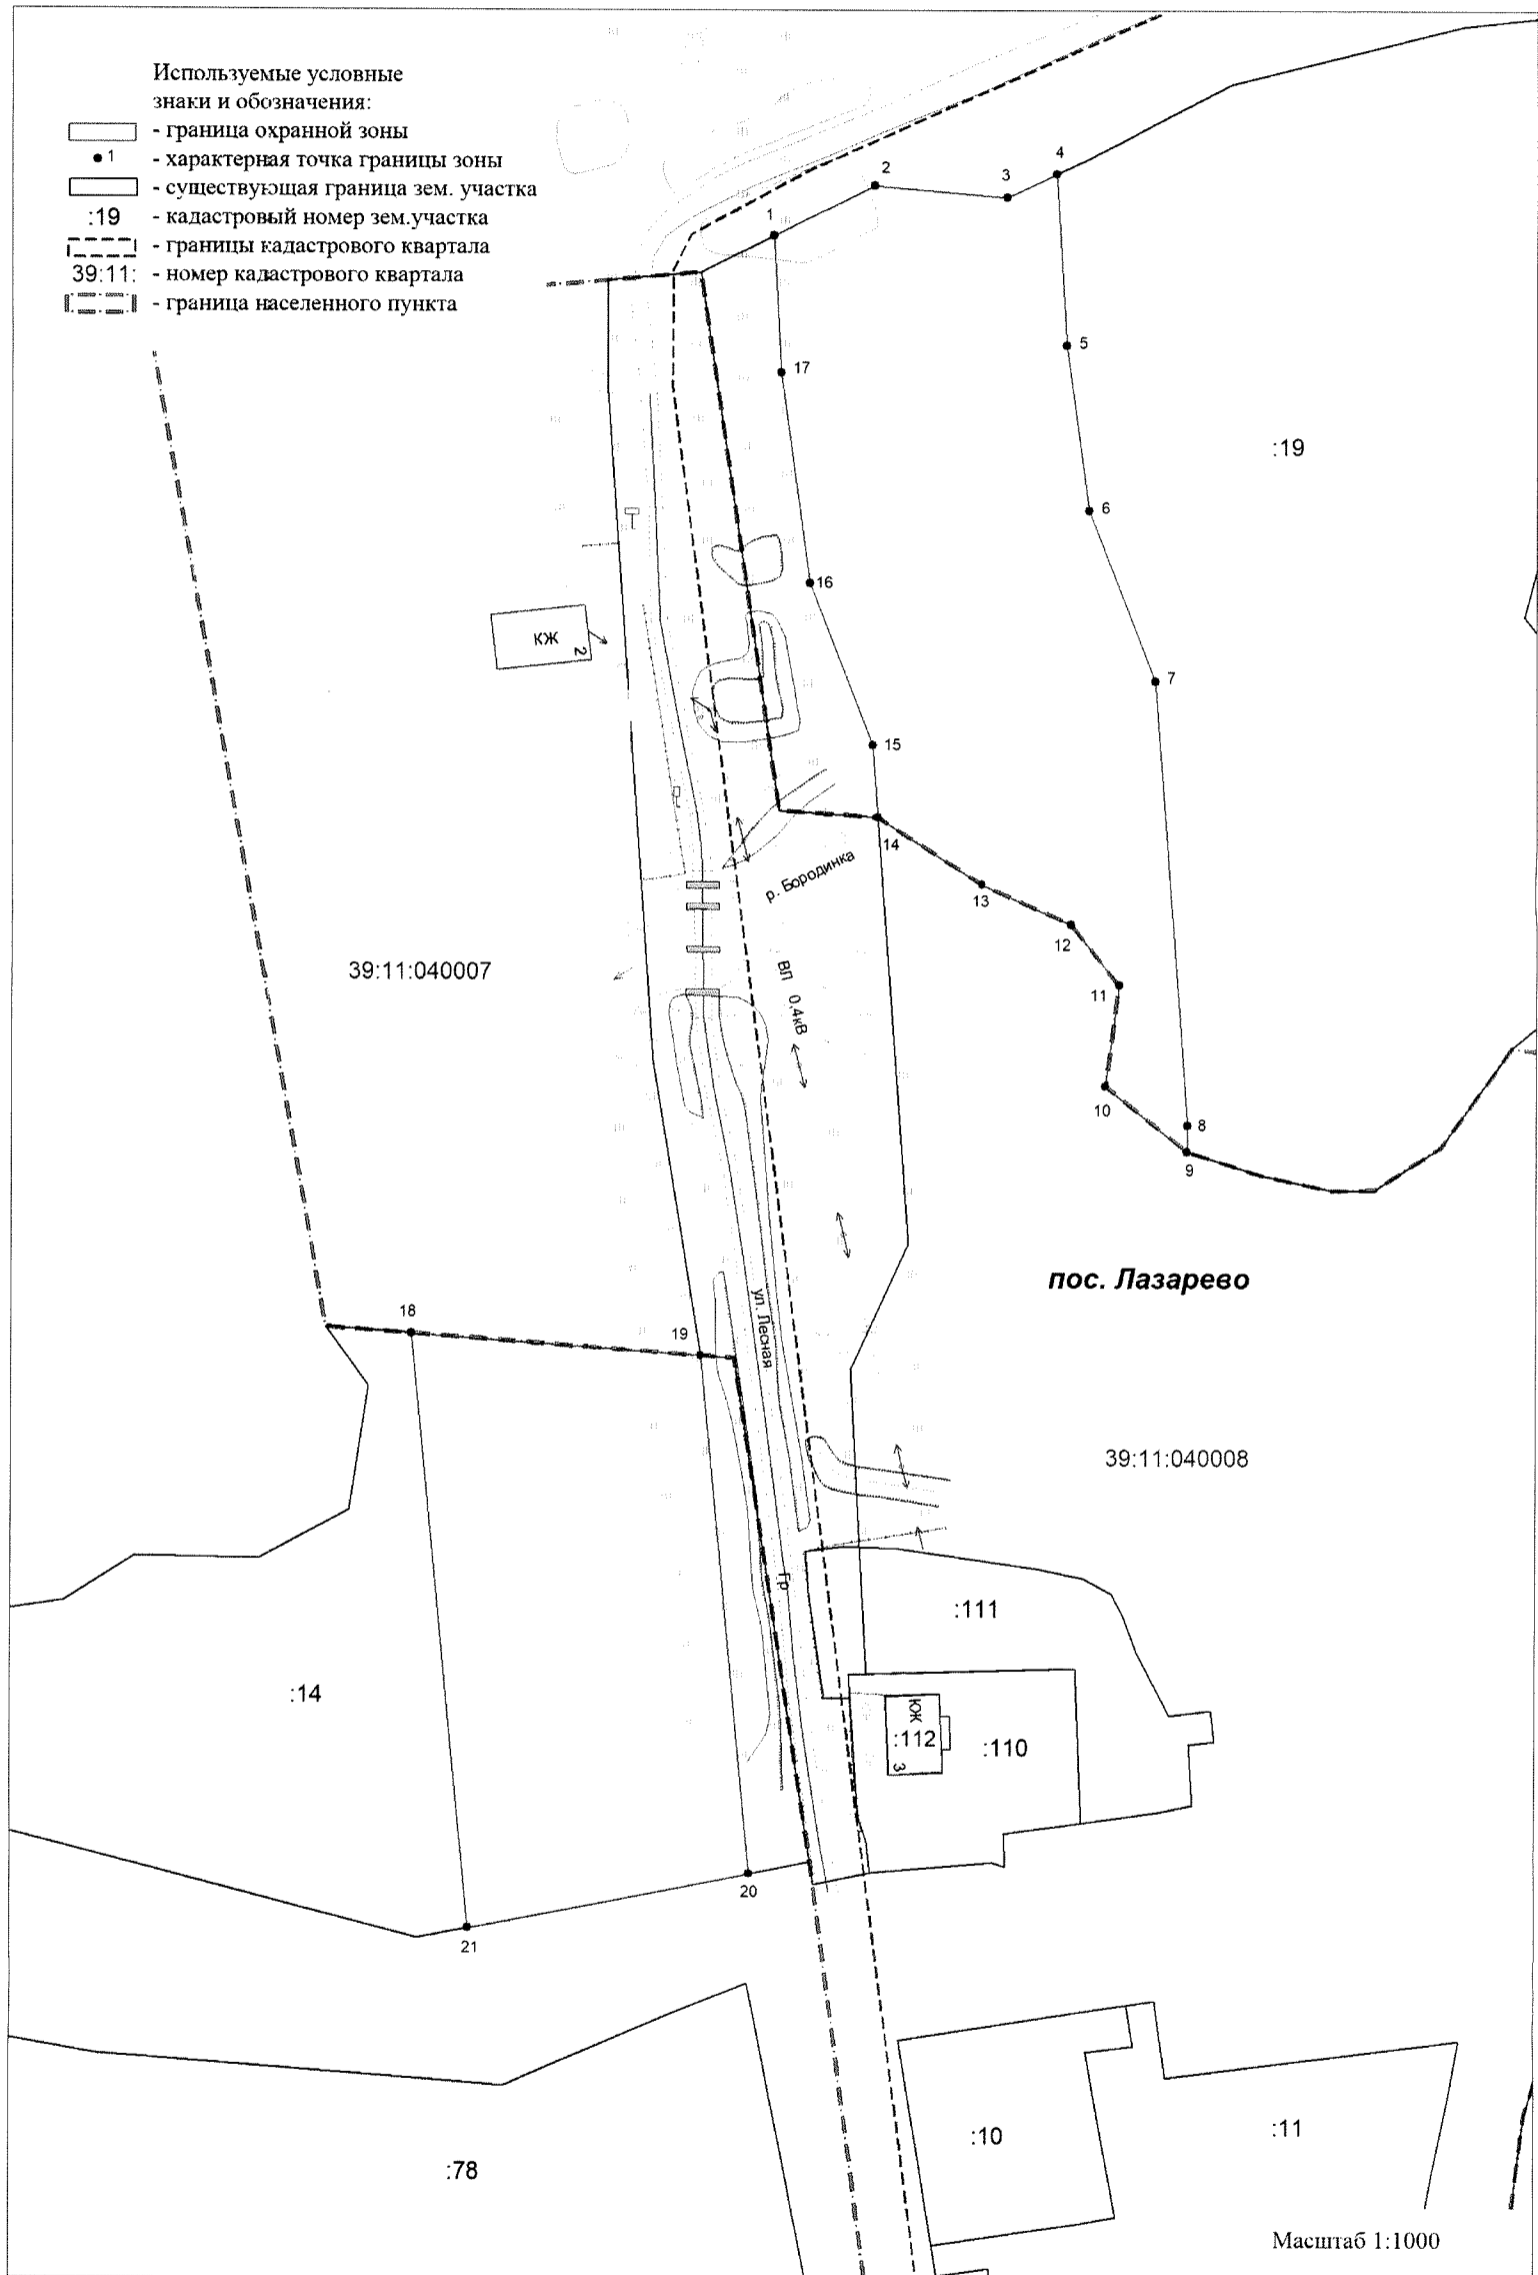 Используемые условные
знаки и обозначения:
- граница охранной зоны
1 - характерная точка границы зоны
- существующая граница зем. участка
:19 - кадастровый номер зем.участка
- границы кадастрового квартала
39:11: - номер кадастрового квартала
- граница населенного пункта
1
2
3
4
5
17
:19
6
16
КЖ
2
7
15
14
р. Бородинка
13
12
39:11:040007
ВЛ 0,4кВ
11
10
8
9
пос. Лазарево
18
19
ул. Лесная
39:11:040008
Гр
:111
:14
КЖ
:112
3
:110
20
21
:10
:11
:78
Масштаб 1:1000